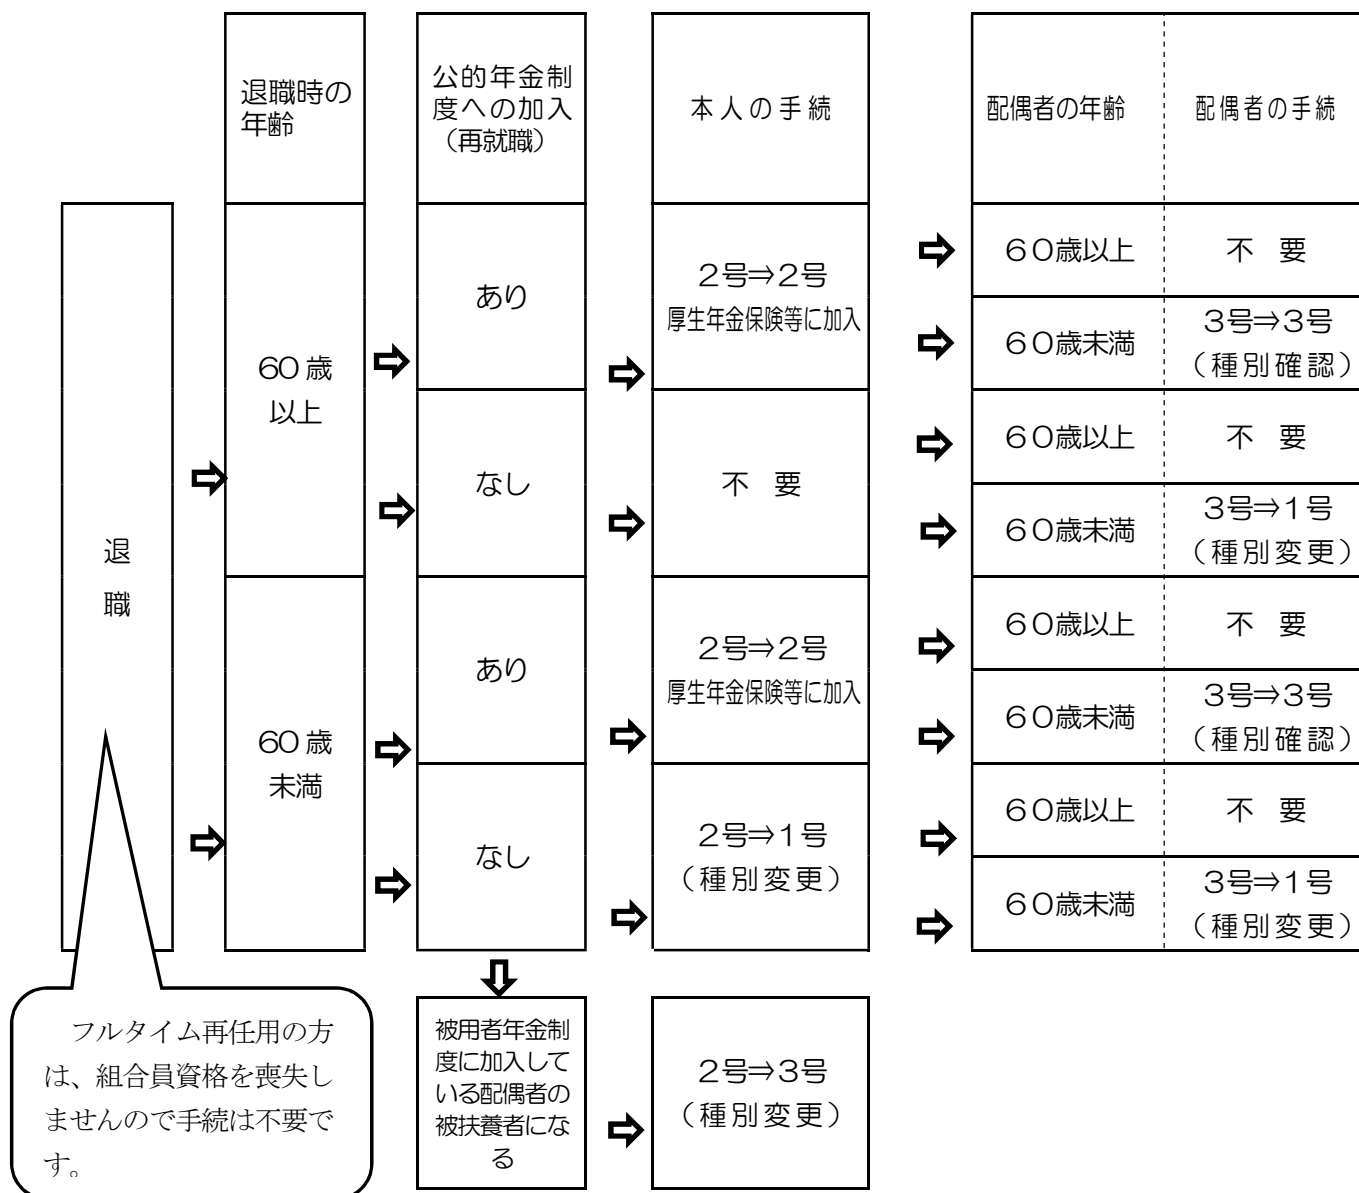 退職時の
年齢
公的年金制
度への加入
（再就職）
本人の手続
配偶者の年齢
配偶者の手続
退
職
60歳
以上
あり
2号⇒2号
厚生年金保険等に加入
60歳以上
不　要
60歳未満
3号⇒3号
（種別確認）
なし
不　要
60歳以上
不　要
60歳未満
3号⇒1号
（種別変更）
60歳
未満
あり
2号⇒2号
厚生年金保険等に加入
60歳以上
不　要
60歳未満
3号⇒3号
（種別確認）
なし
2号⇒1号
（種別変更）
60歳以上
不　要
60歳未満
3号⇒1号
（種別変更）
被用者年金制
度に加入して
いる配偶者の
被扶養者にな
る
2号⇒3号
（種別変更）
フルタイム再任用の方
は、組合員資格を喪失し
ませんので手続は不要で
す。